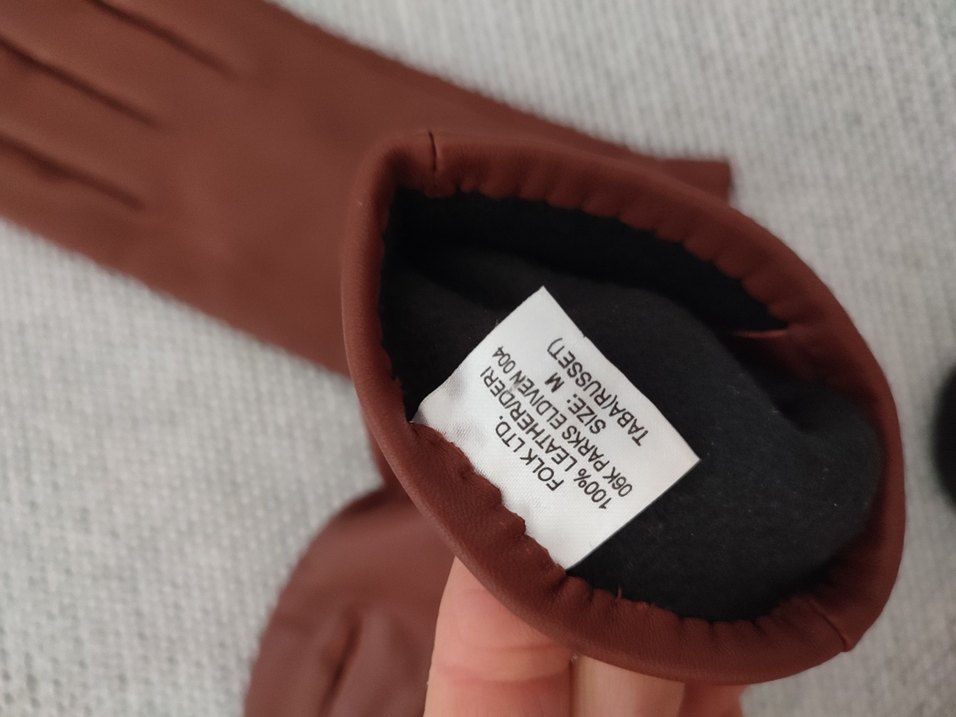 FOLK LTD.
100% LEATHER/DERİ
06K PARKS ELDIVEN 004
SIZE: M
TABA(RUSSET)